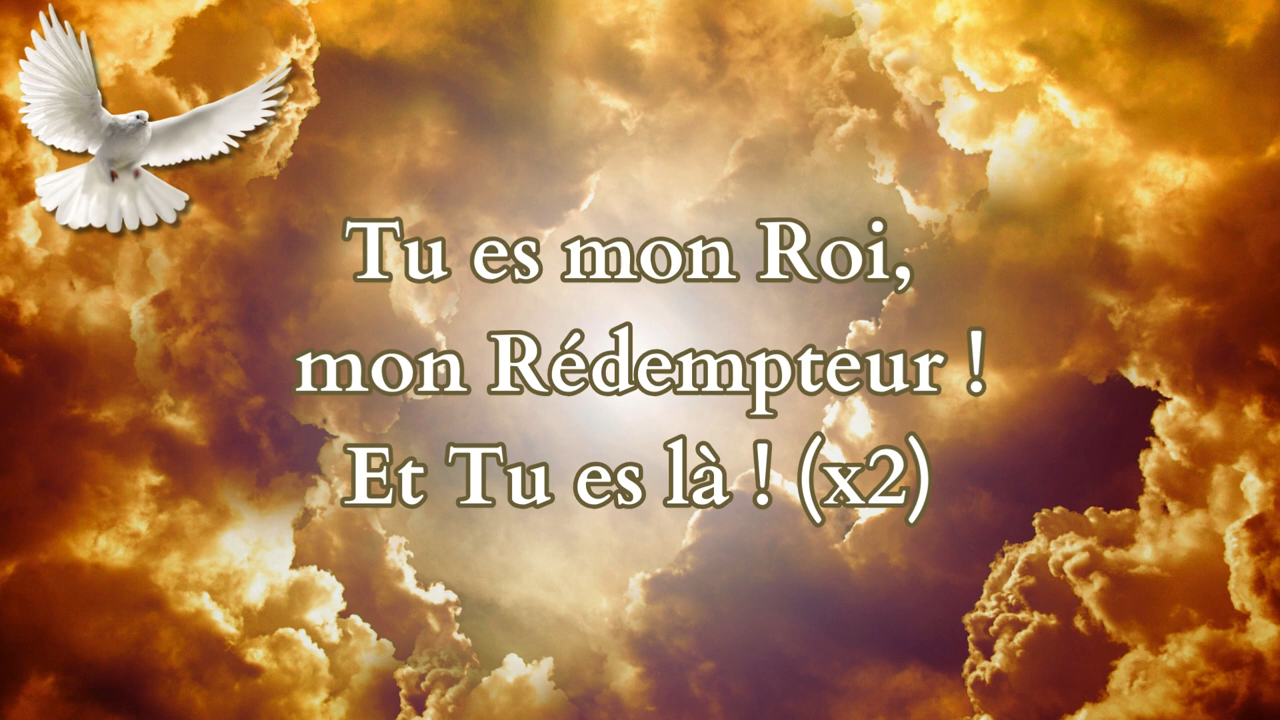 Tu es mon Roi,
mon Rédempteur !
Et Tu es là ! (x2)